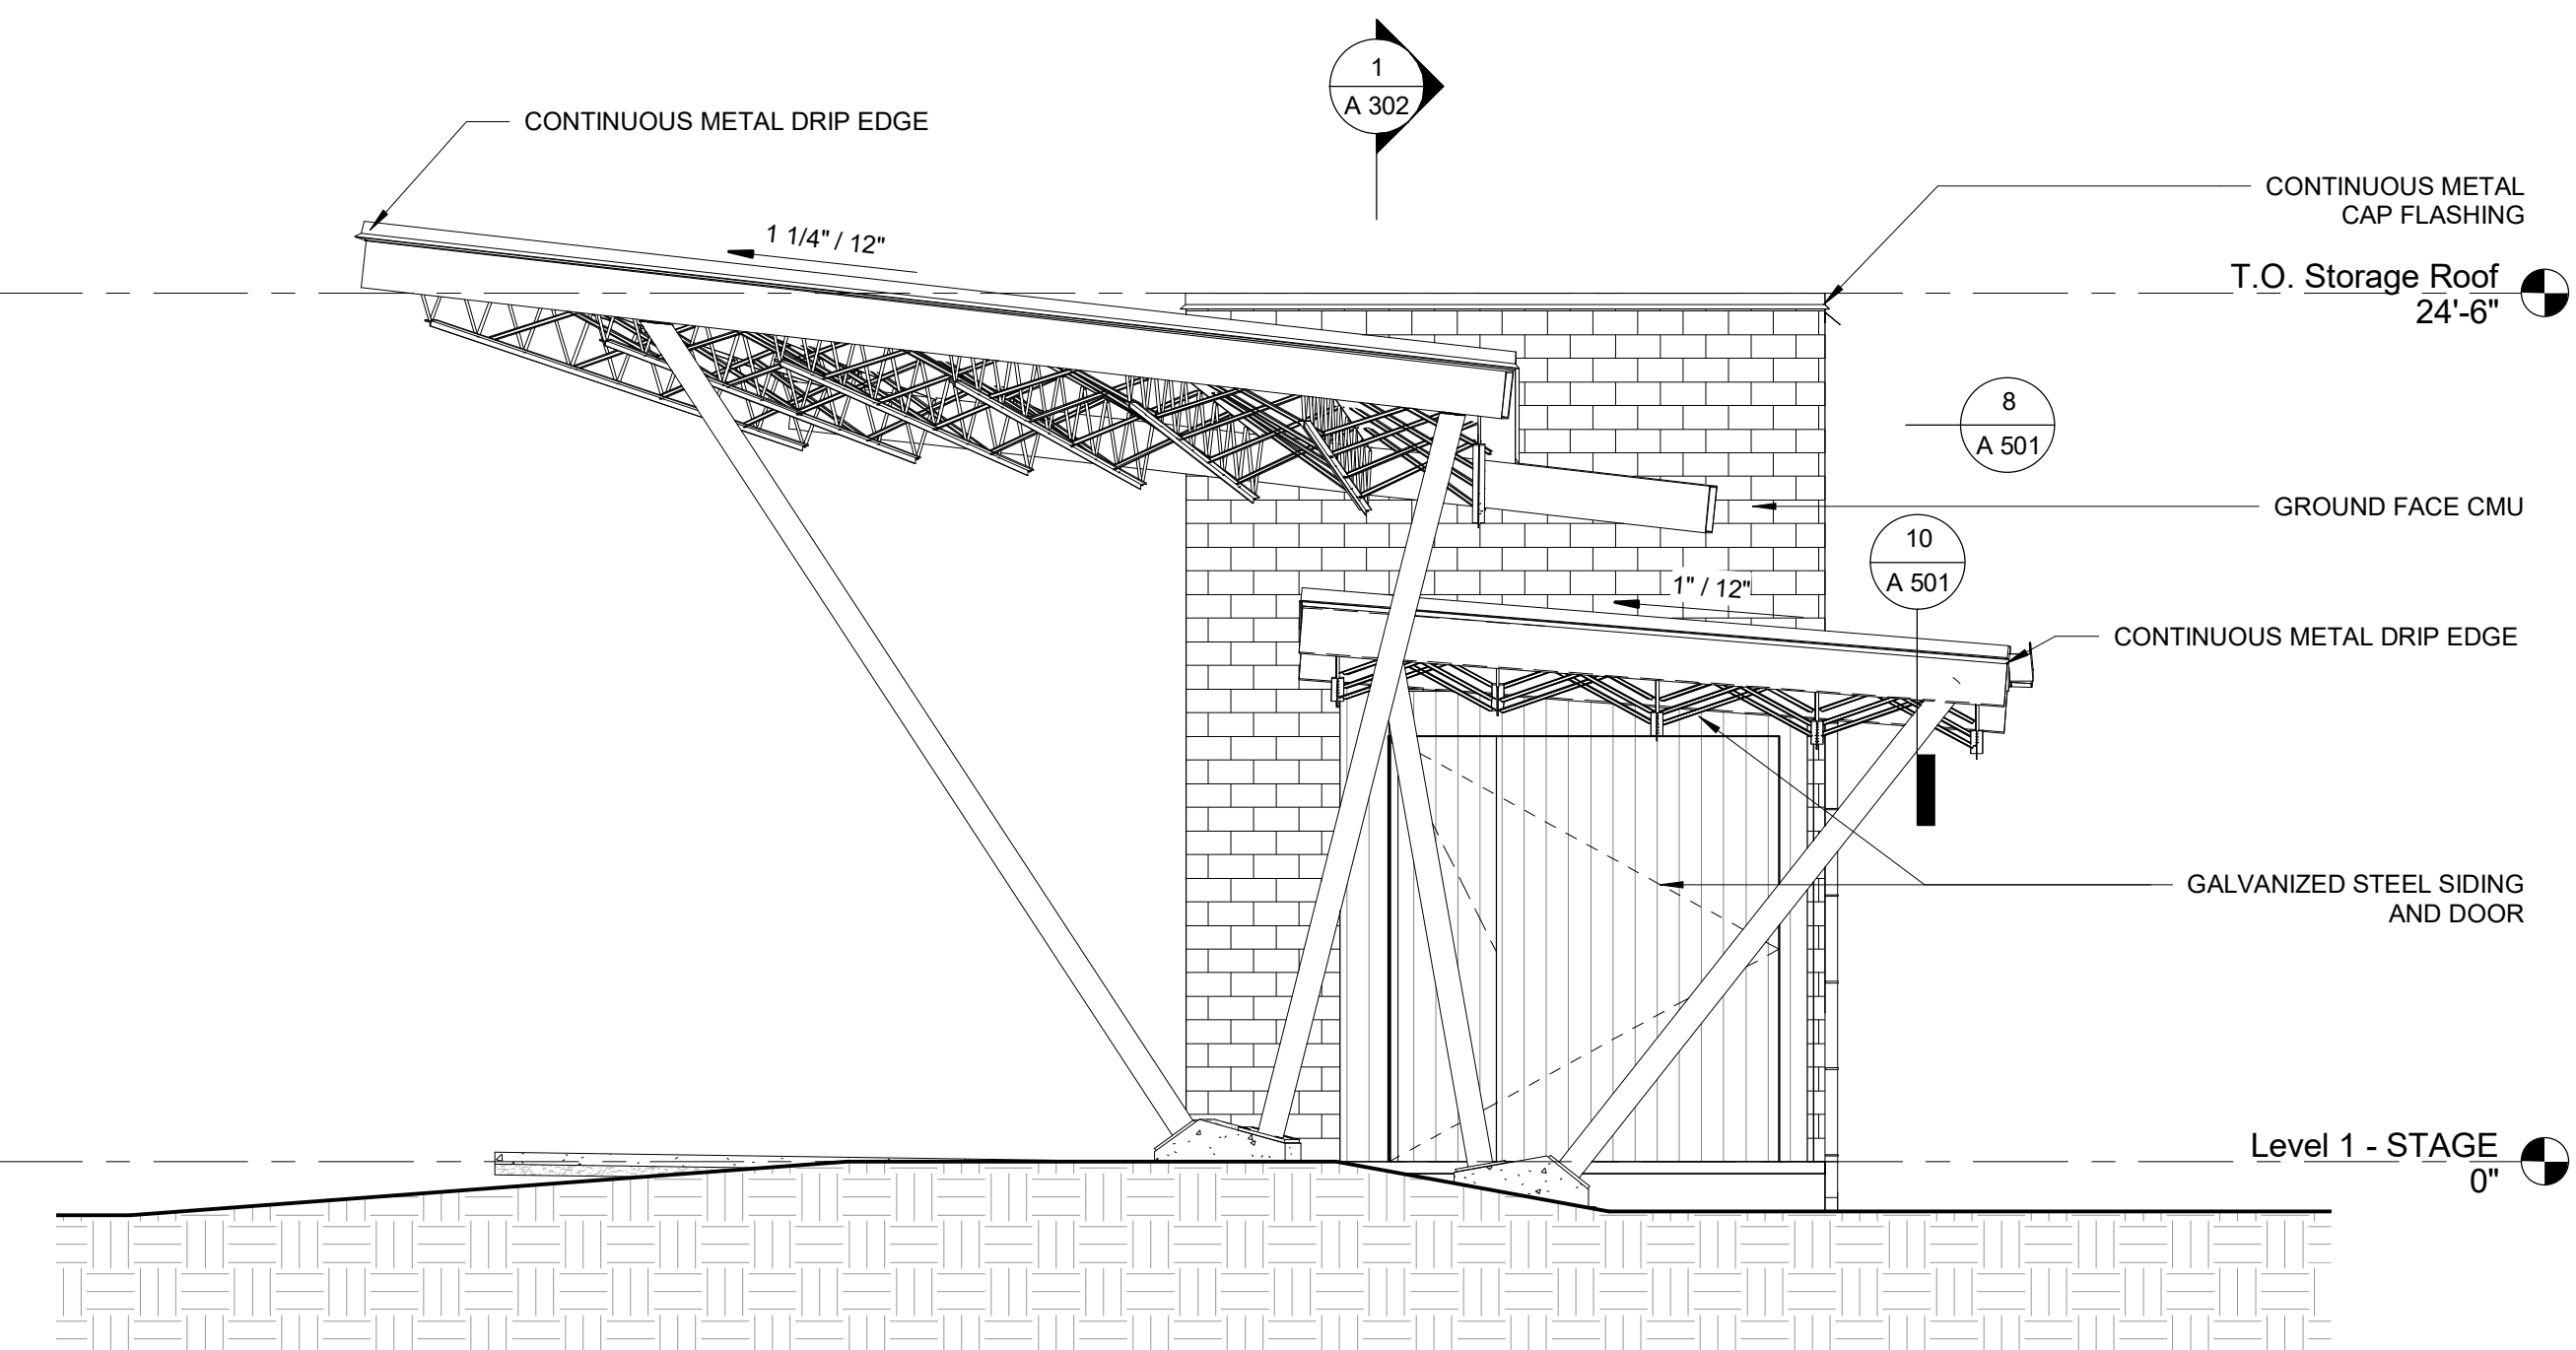 1
A 302
CONTINUOUS METAL DRIP EDGE
CONTINUOUS METAL
CAP FLASHING
1 1/4" / 12"
T.O. Storage Roof
24'-6"
8
A 501
GROUND FACE CMU
10
A 501
1" / 12"
CONTINUOUS METAL DRIP EDGE
GALVANIZED STEEL SIDING
AND DOOR
Level 1 - STAGE
0"